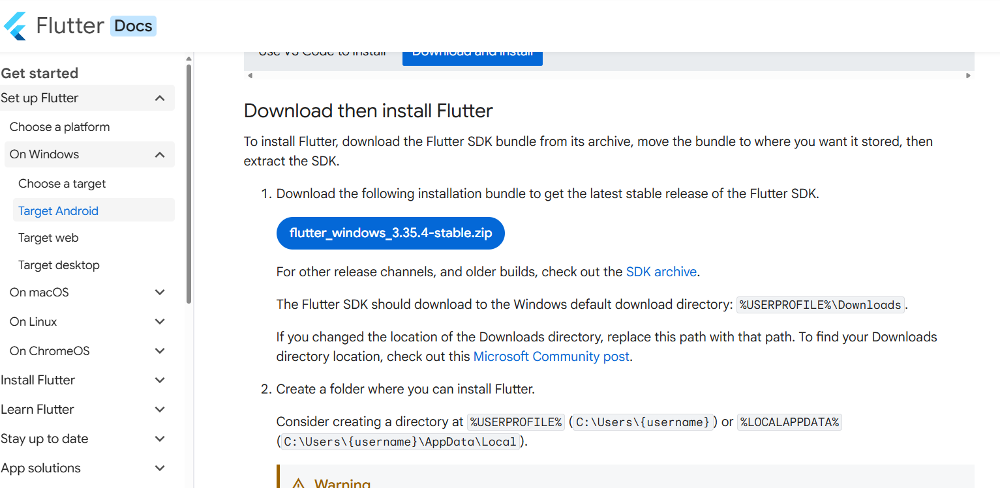 Flutter Docs
Get started
Set up Flutter
Choose a platform
On Windows
Choose a target
Target Android
Target web
Target desktop
On macOS
On Linux
On ChromeOS
Install Flutter
Learn Flutter
Stay up to date
App solutions
Use VS Code to install
Download and install
Download then install Flutter
To install Flutter, download the Flutter SDK bundle from its archive, move the bundle to where you want it stored, then
extract the SDK.
1. Download the following installation bundle to get the latest stable release of the Flutter SDK.
flutter_windows_3.35.4-stable.zip
For other release channels, and older builds, check out the SDK archive.
The Flutter SDK should download to the Windows default download directory: %USERPROFILE%\Downloads.
If you changed the location of the Downloads directory, replace this path with that path. To find your Downloads
directory location, check out this Microsoft Community post.
2. Create a folder where you can install Flutter.
Consider creating a directory at %USERPROFILE% (C:\Users\{username}) or %LOCALAPPDATA%
(C:\Users\{username}\AppData\Local).
Warning